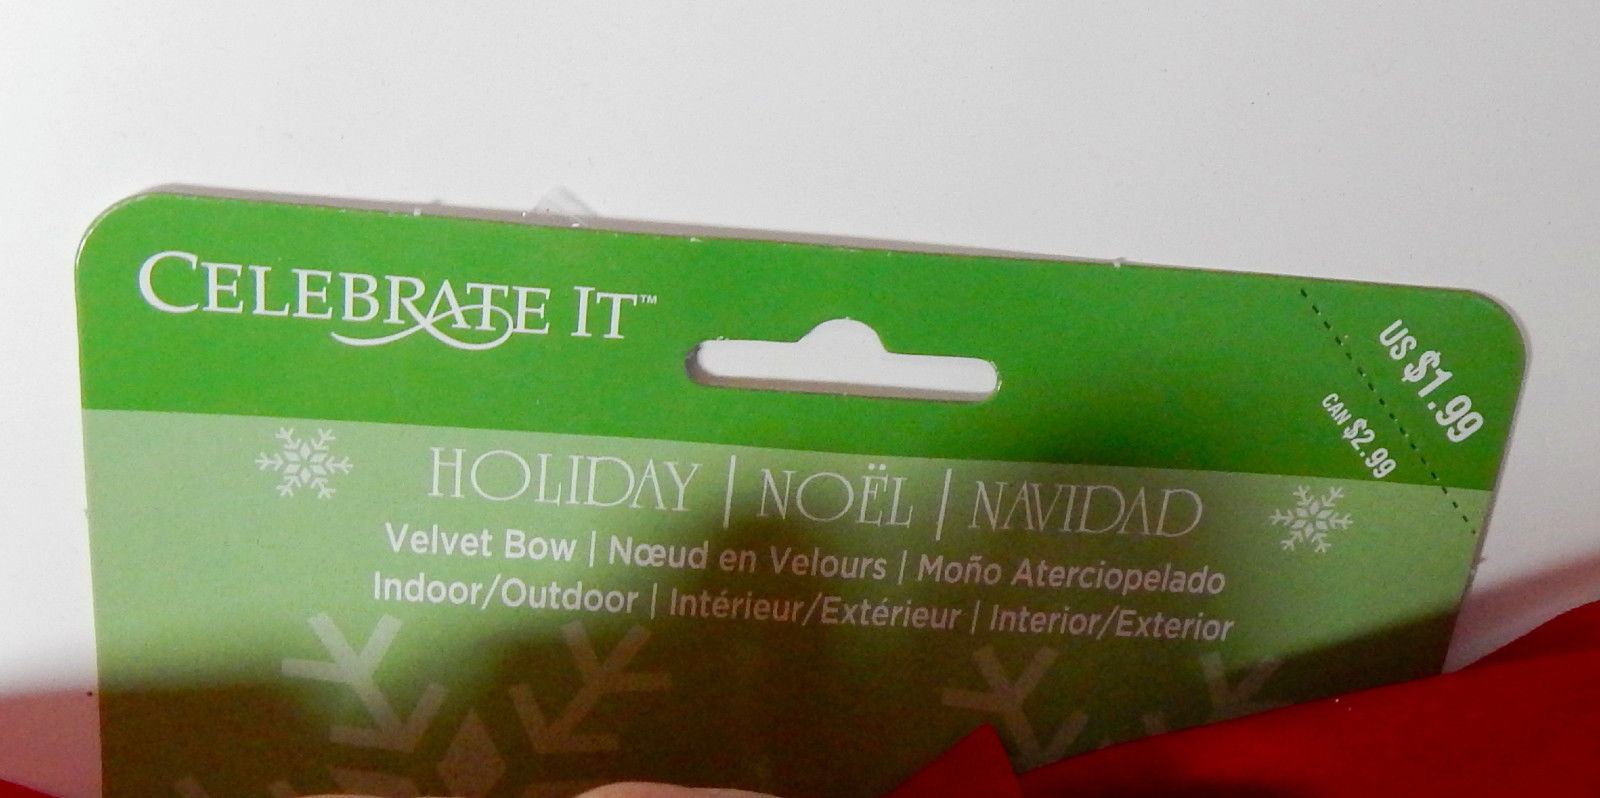 CELEBRATE IT™
US $1.99
CAN $2.99
HOLIDAY | NOËL | NAVIDAD
Velvet Bow | Nœud en Velours | Moño Aterciopelado
Indoor/Outdoor | Intérieur/Extérieur | Interior/Exterior